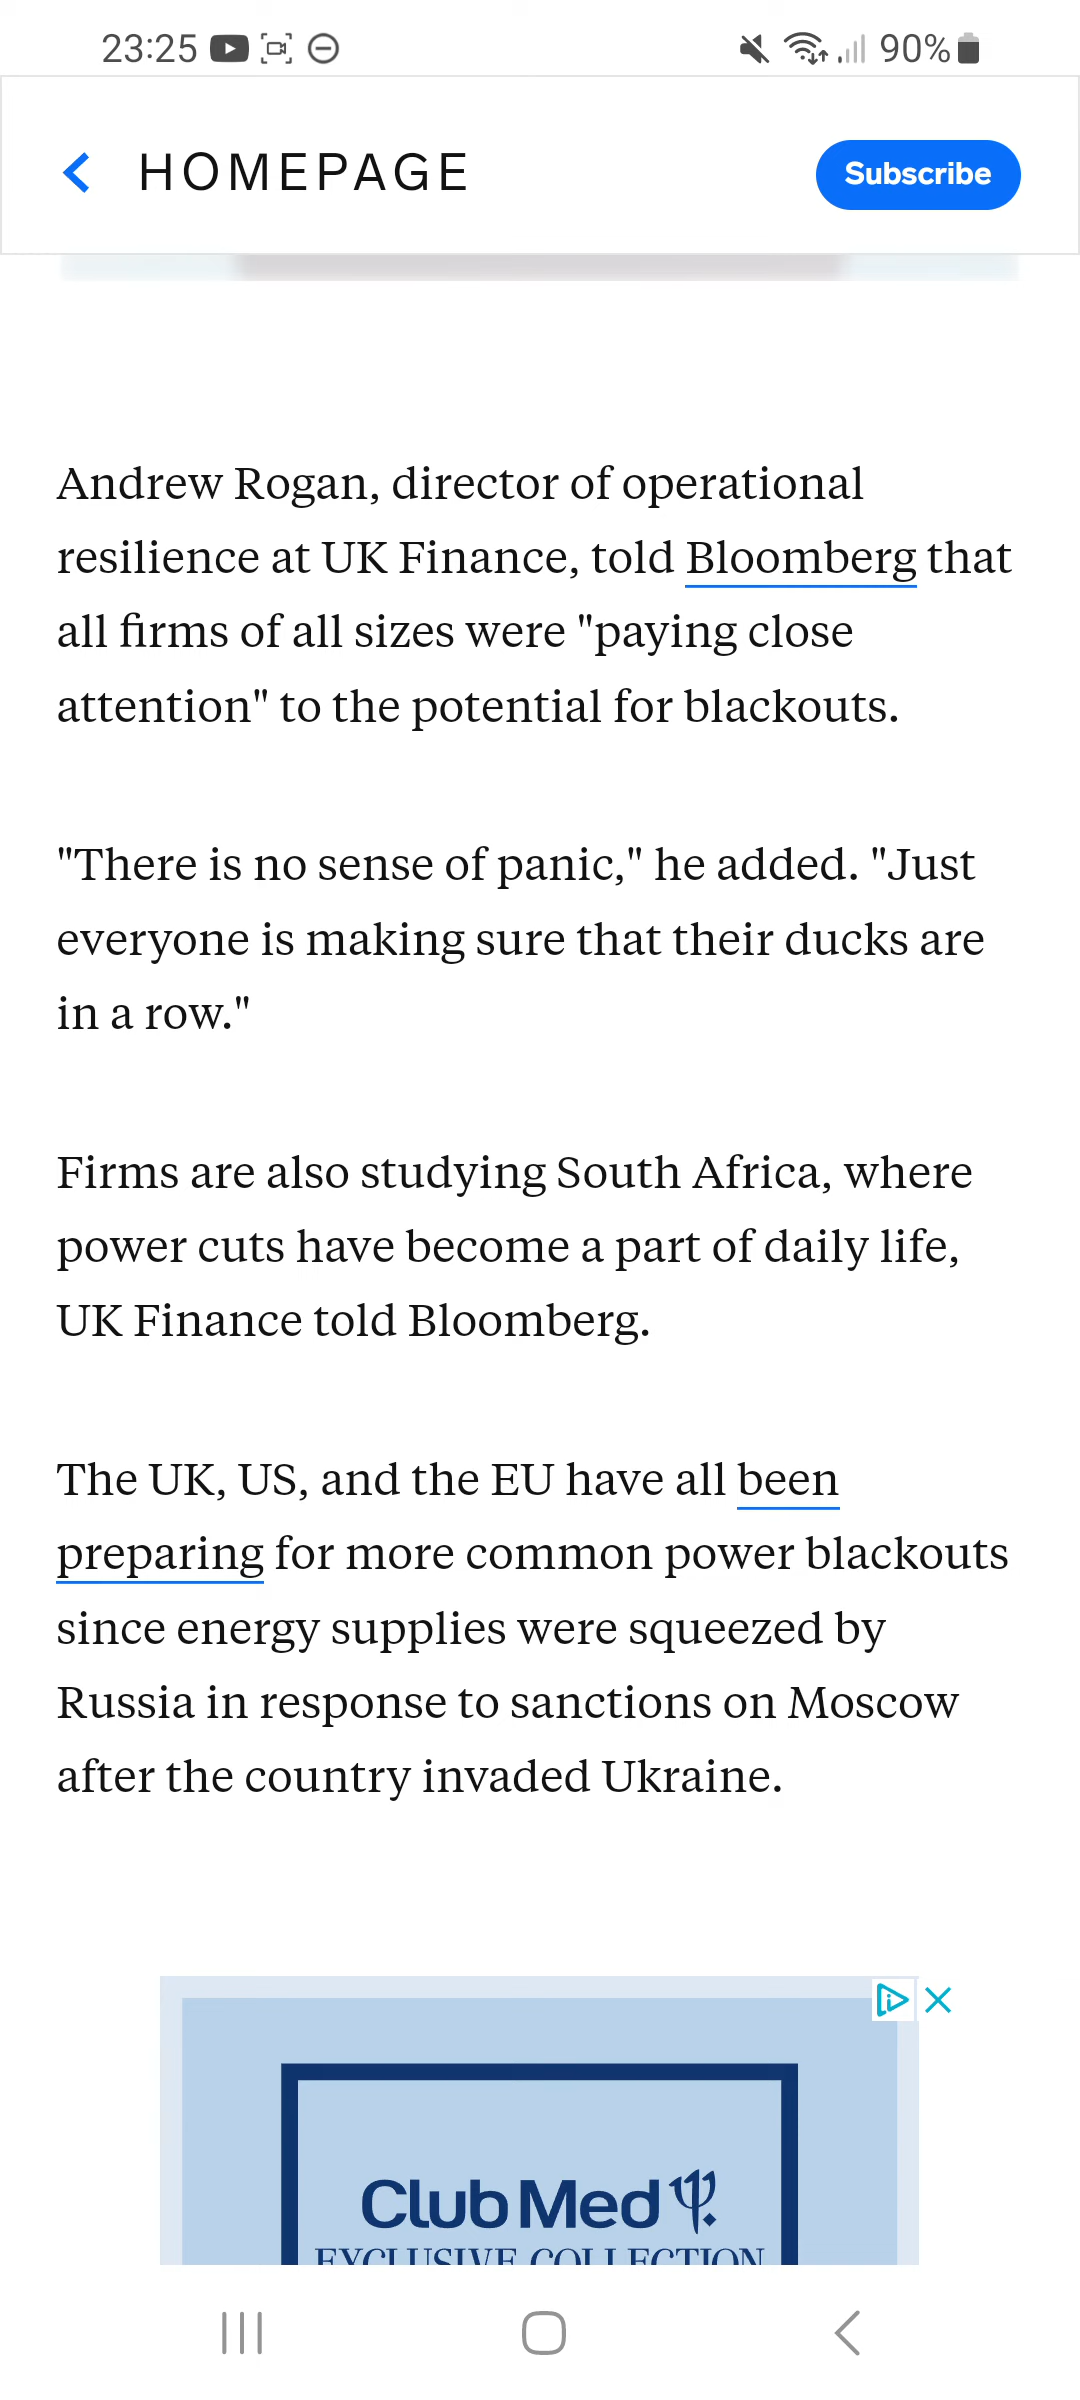 23:25
90%
HOMEPAGE
Subscribe
Andrew Rogan, director of operational
resilience at UK Finance, told Bloomberg that
all firms of all sizes were "paying close
attention" to the potential for blackouts.
"There is no sense of panic," he added. "Just
everyone is making sure that their ducks are
in a row."
Firms are also studying South Africa, where
power cuts have become a part of daily life,
UK Finance told Bloomberg.
The UK, US, and the EU have all been
preparing for more common power blackouts
since energy supplies were squeezed by
Russia in response to sanctions on Moscow
after the country invaded Ukraine.
Club Med
EXCLUSIVE COLLECTION